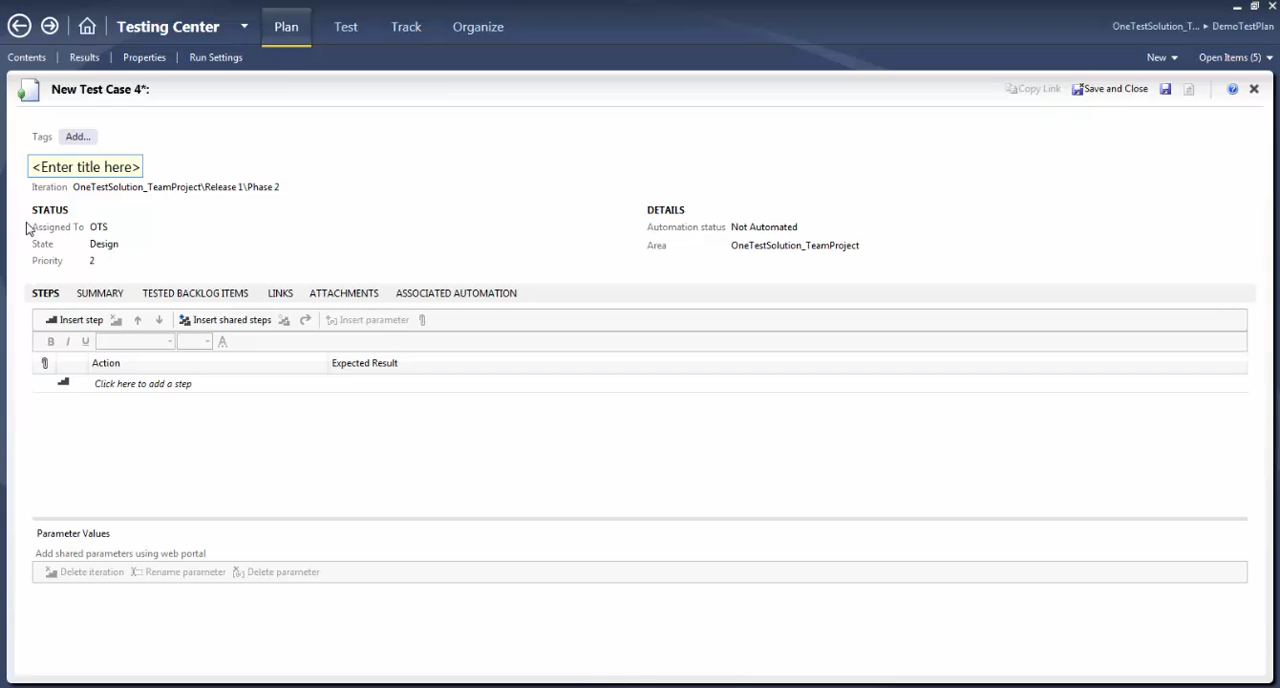 Testing Center Plan Test Track Organize OneTestSolution_T... ▸ DemoTestPlan
Contents | Results | Properties | Run Settings New ▾ Open Items (5) ▾
New Test Case 4*: Copy Link Save and Close
Tags Add...
<Enter title here>
Iteration OneTestSolution_TeamProject\Release 1\Phase 2
STATUS DETAILS
Assigned To OTS Automation status Not Automated
State Design Area OneTestSolution_TeamProject
Priority 2
STEPS SUMMARY TESTED BACKLOG ITEMS LINKS ATTACHMENTS ASSOCIATED AUTOMATION
Insert step Insert shared steps Insert parameter
B I U A
Action Expected Result
Click here to add a step
Parameter Values
Add shared parameters using web portal
Delete iteration Rename parameter Delete parameter